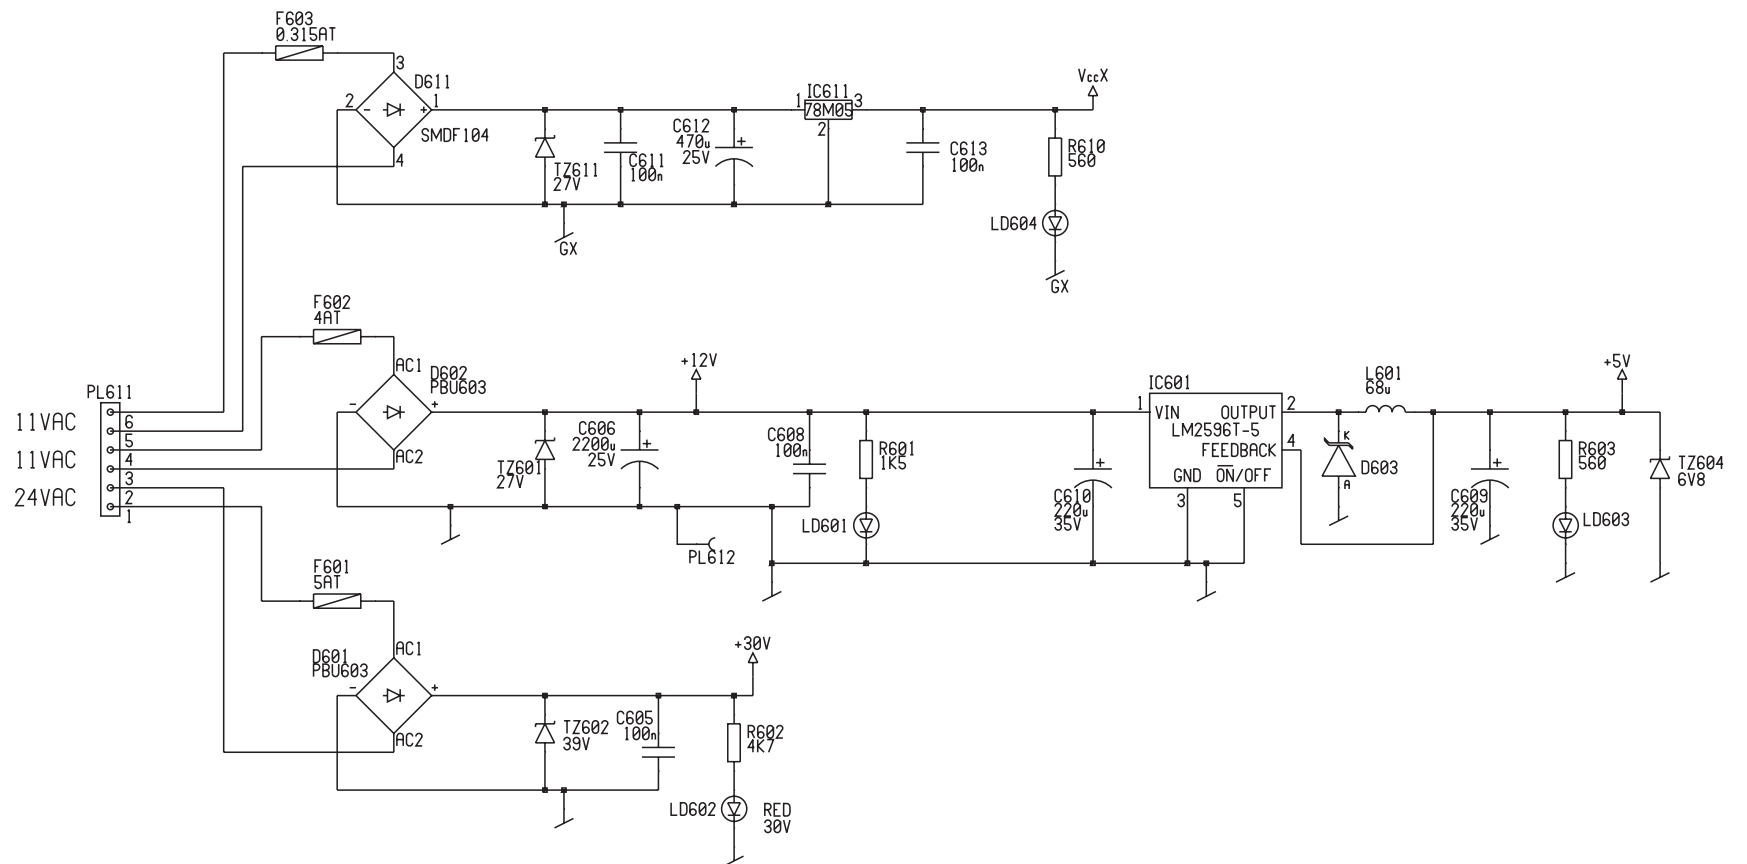 F603
0.315AT
3
D611
2
-
+
1
SMDF104
4
TZ611
27V
C611
100n
C612
470u
25V
+
IC611
1
78M05
3
2
C613
100n
VccX
R610
560
LD604
GX
GX
F602
4AT
AC1
D602
PBU603
-
+
AC2
PL611
11VAC
11VAC
24VAC
6
5
4
3
2
1
TZ601
27V
C606
2200u
25V
+
+12V
C608
100n
R601
1K5
LD601
PL612
C610
220u
35V
+
IC601
1
VIN
OUTPUT
2
LM2596T-5
FEEDBACK
4
GND
ON/OFF
3
5
K
D603
A
L601
68u
C609
220u
35V
+
+5V
R603
560
LD603
TZ604
6V8
F601
5AT
AC1
D601
PBU603
-
+
AC2
TZ602
39V
C605
100n
+30V
R602
4K7
LD602
RED
30V